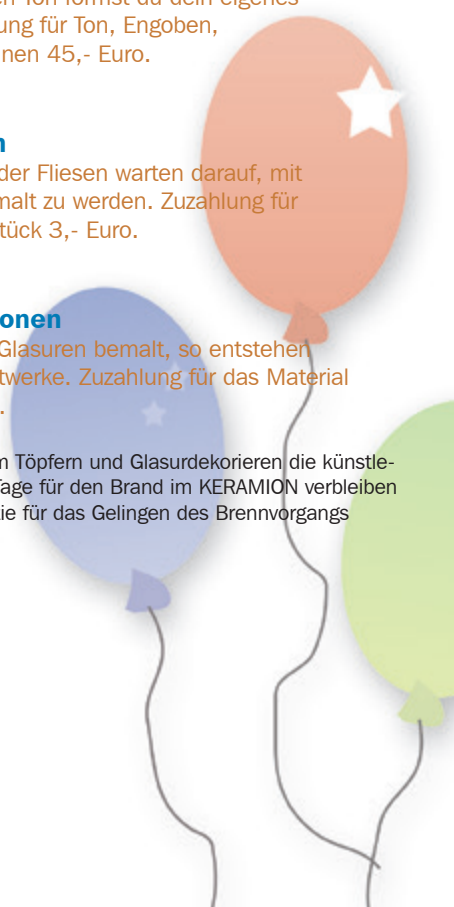 en Ton formst du dein eigenes
ung für Ton, Engoben,
nen 45,- Euro.
n
der Fliesen warten darauf, mit
malt zu werden. Zuzahlung für
tück 3,- Euro.
onen
Glasuren bemalt, so entstehen
twerke. Zuzahlung für das Material
.
m Töpfern und Glasurdekorieren die künstle-
Tage für den Brand im KERAMION verbleiben
tie für das Gelingen des Brennvorgangs